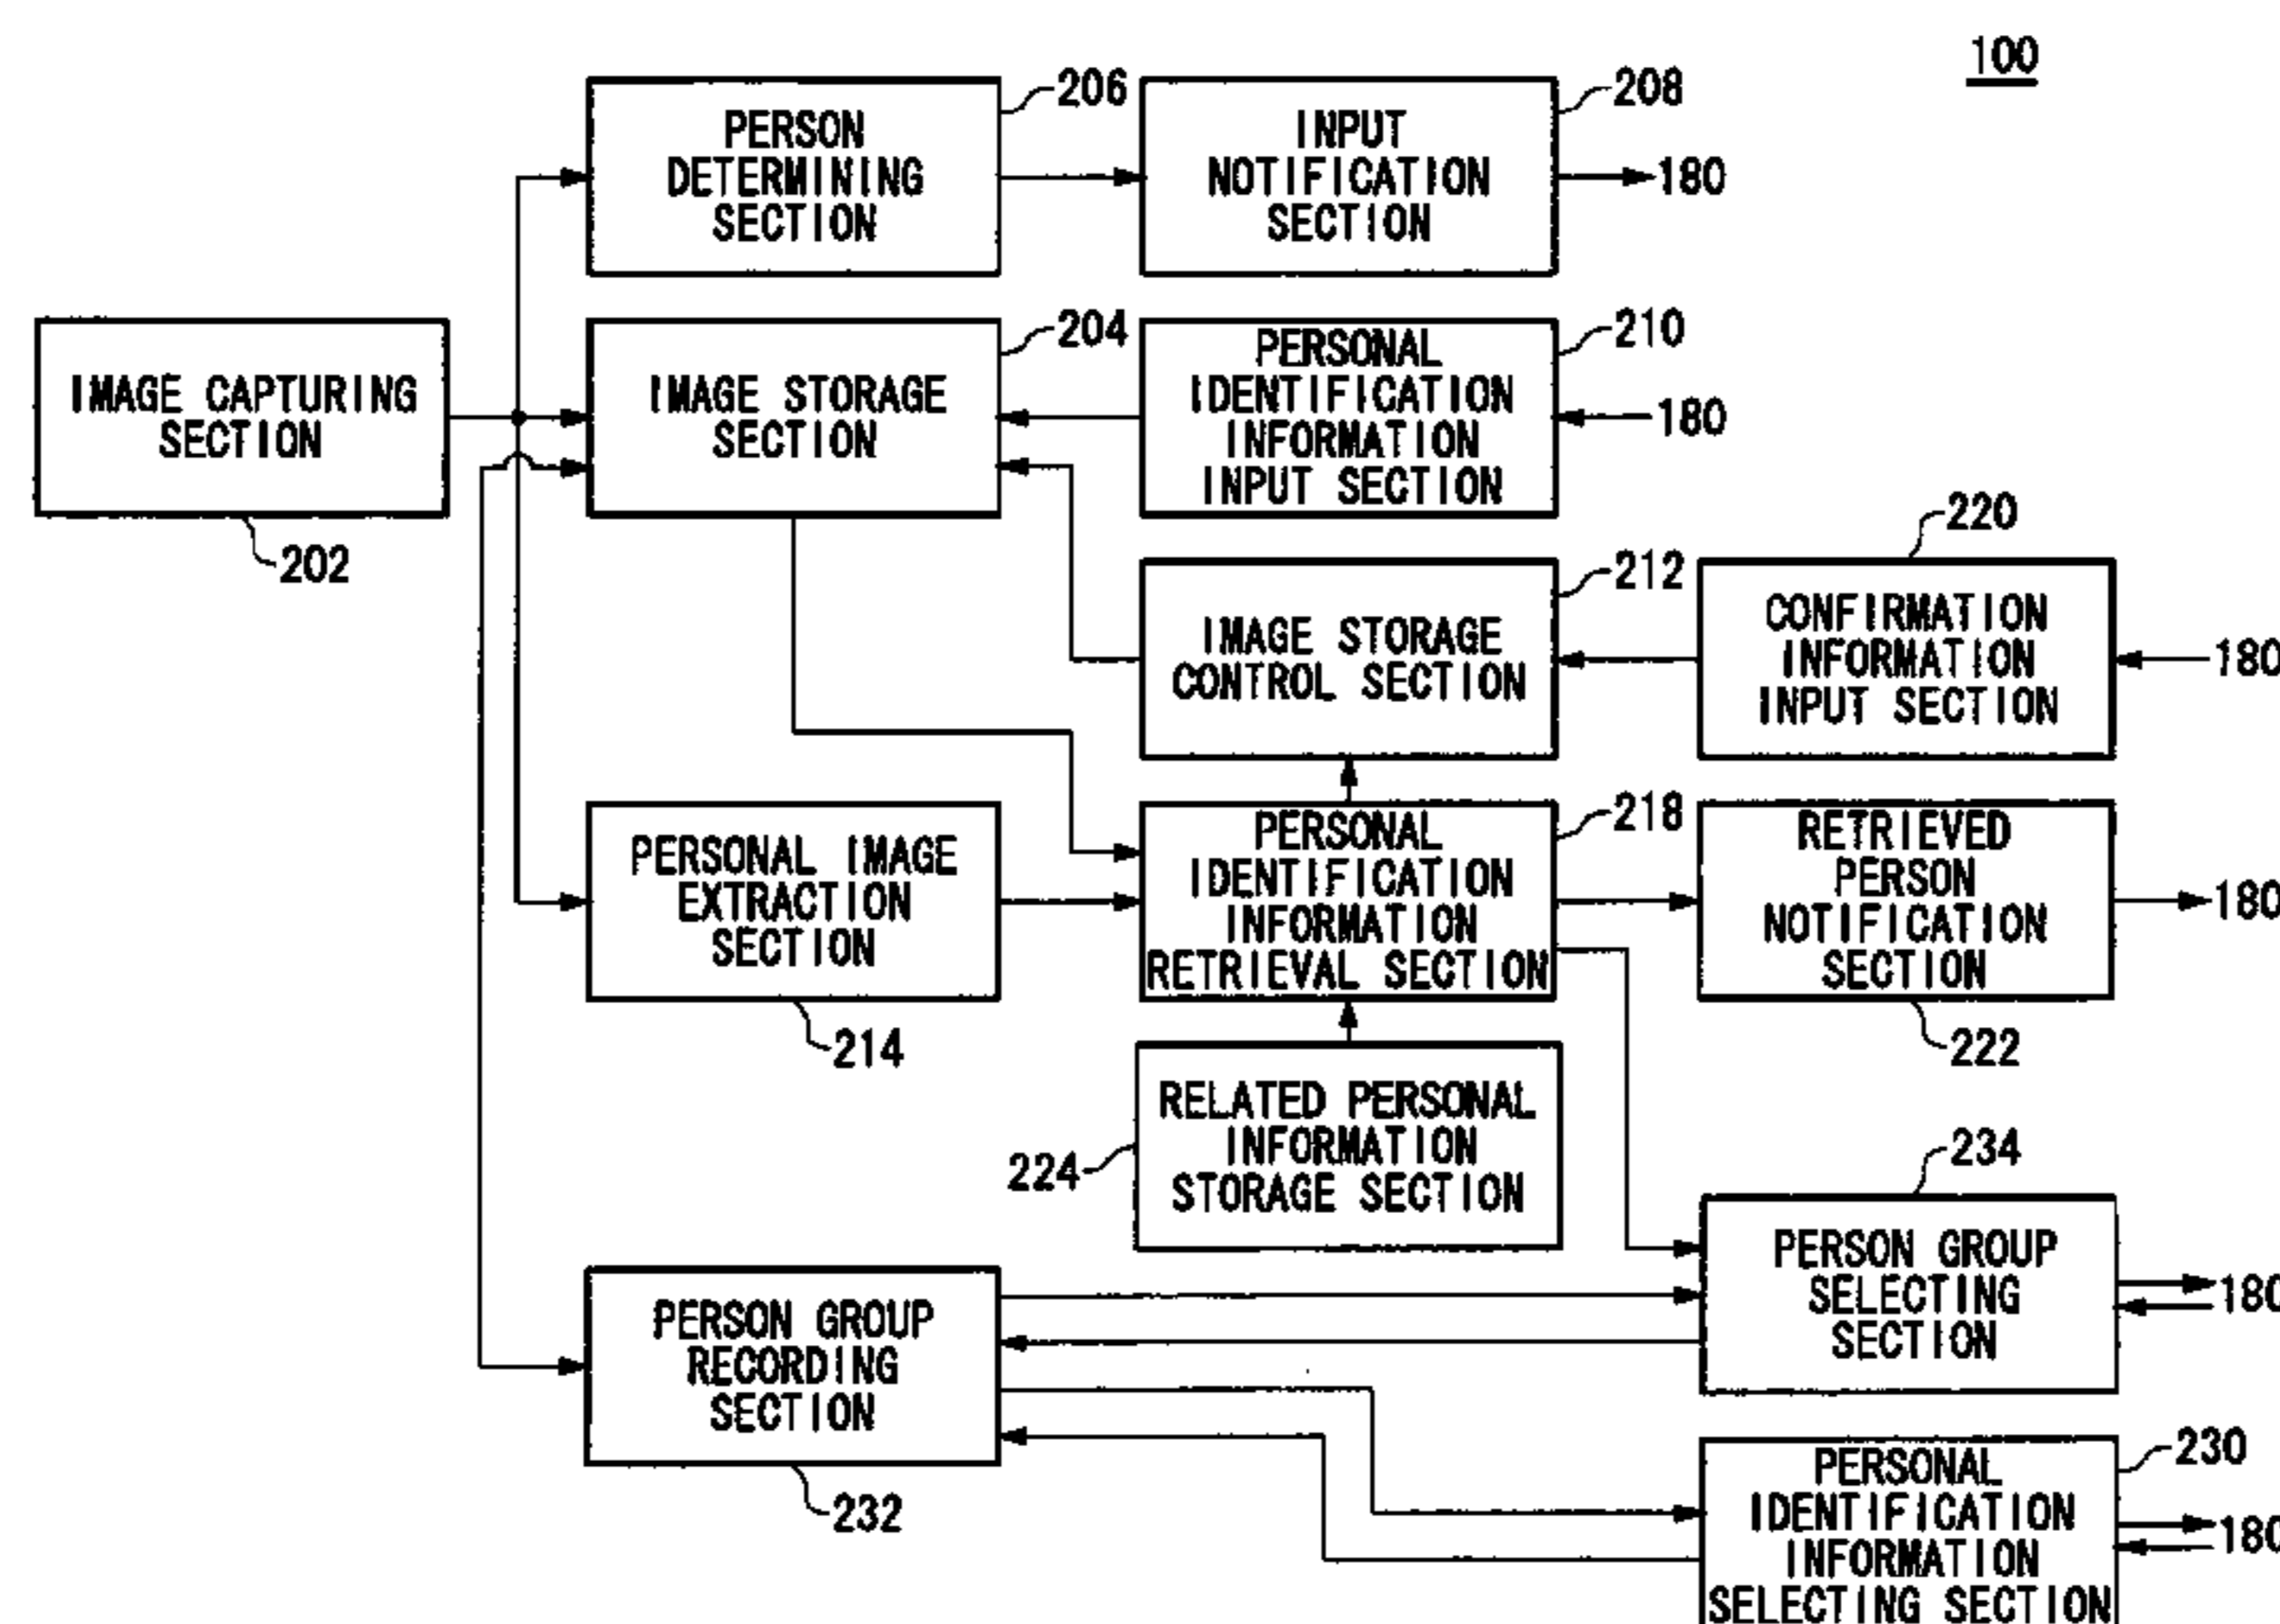 100
206
PERSON
DETERMINING
SECTION
208
INPUT
NOTIFICATION
SECTION
180
IMAGE CAPTURING
SECTION
202
204
IMAGE STORAGE
SECTION
210
PERSONAL
IDENTIFICATION
INFORMATION
INPUT SECTION
180
212
IMAGE STORAGE
CONTROL SECTION
220
CONFIRMATION
INFORMATION
INPUT SECTION
180
PERSONAL IMAGE
EXTRACTION
SECTION
214
218
PERSONAL
IDENTIFICATION
INFORMATION
RETRIEVAL SECTION
RETRIEVED
PERSON
NOTIFICATION
SECTION
222
180
224
RELATED PERSONAL
INFORMATION
STORAGE SECTION
234
PERSON GROUP
SELECTING
SECTION
180
PERSON GROUP
RECORDING
SECTION
232
230
PERSONAL
IDENTIFICATION
INFORMATION
SELECTING SECTION
180